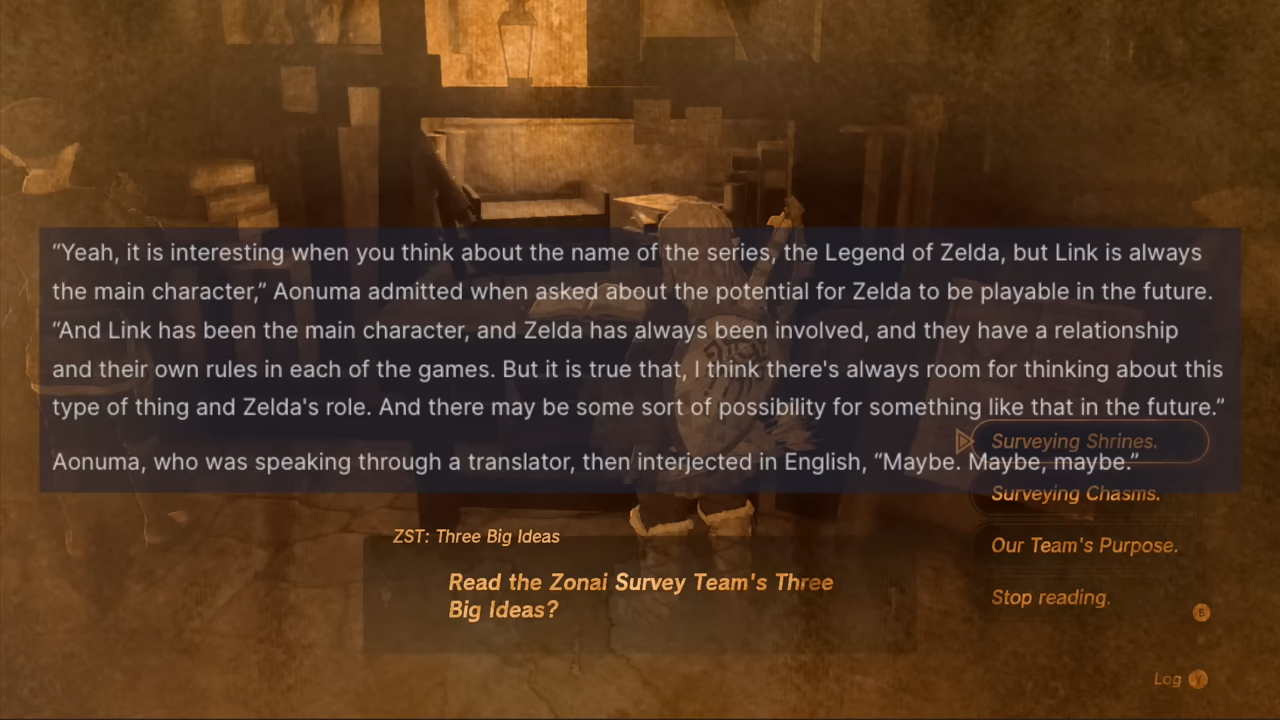 “Yeah, it is interesting when you think about the name of the series, the Legend of Zelda, but Link is always
the main character,” Aonuma admitted when asked about the potential for Zelda to be playable in the future.
“And Link has been the main character, and Zelda has always been involved, and they have a relationship
and their own rules in each of the games. But it is true that, I think there's always room for thinking about this
type of thing and Zelda's role. And there may be some sort of possibility for something like that in the future.”
Surveying Shrines.
Aonuma, who was speaking through a translator, then interjected in English, “Maybe. Maybe, maybe.”
Surveying Chasms.
ZST: Three Big Ideas
Our Team's Purpose.
Read the Zonai Survey Team's Three
Big Ideas?
Stop reading.
B
Log Y